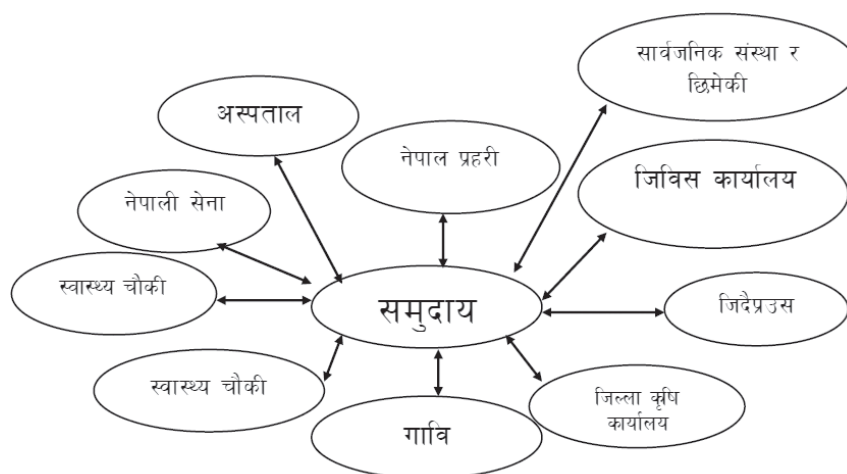 सार्वजनिक संस्था र
छिमेकी
अस्पताल
नेपाल प्रहरी
जिविस कार्यालय
नेपाली सेना
स्वास्थ्य चौकी
समुदाय
जिदैप्रउस
स्वास्थ्य चौकी
गावि
जिल्ला कृषि
कार्यालय